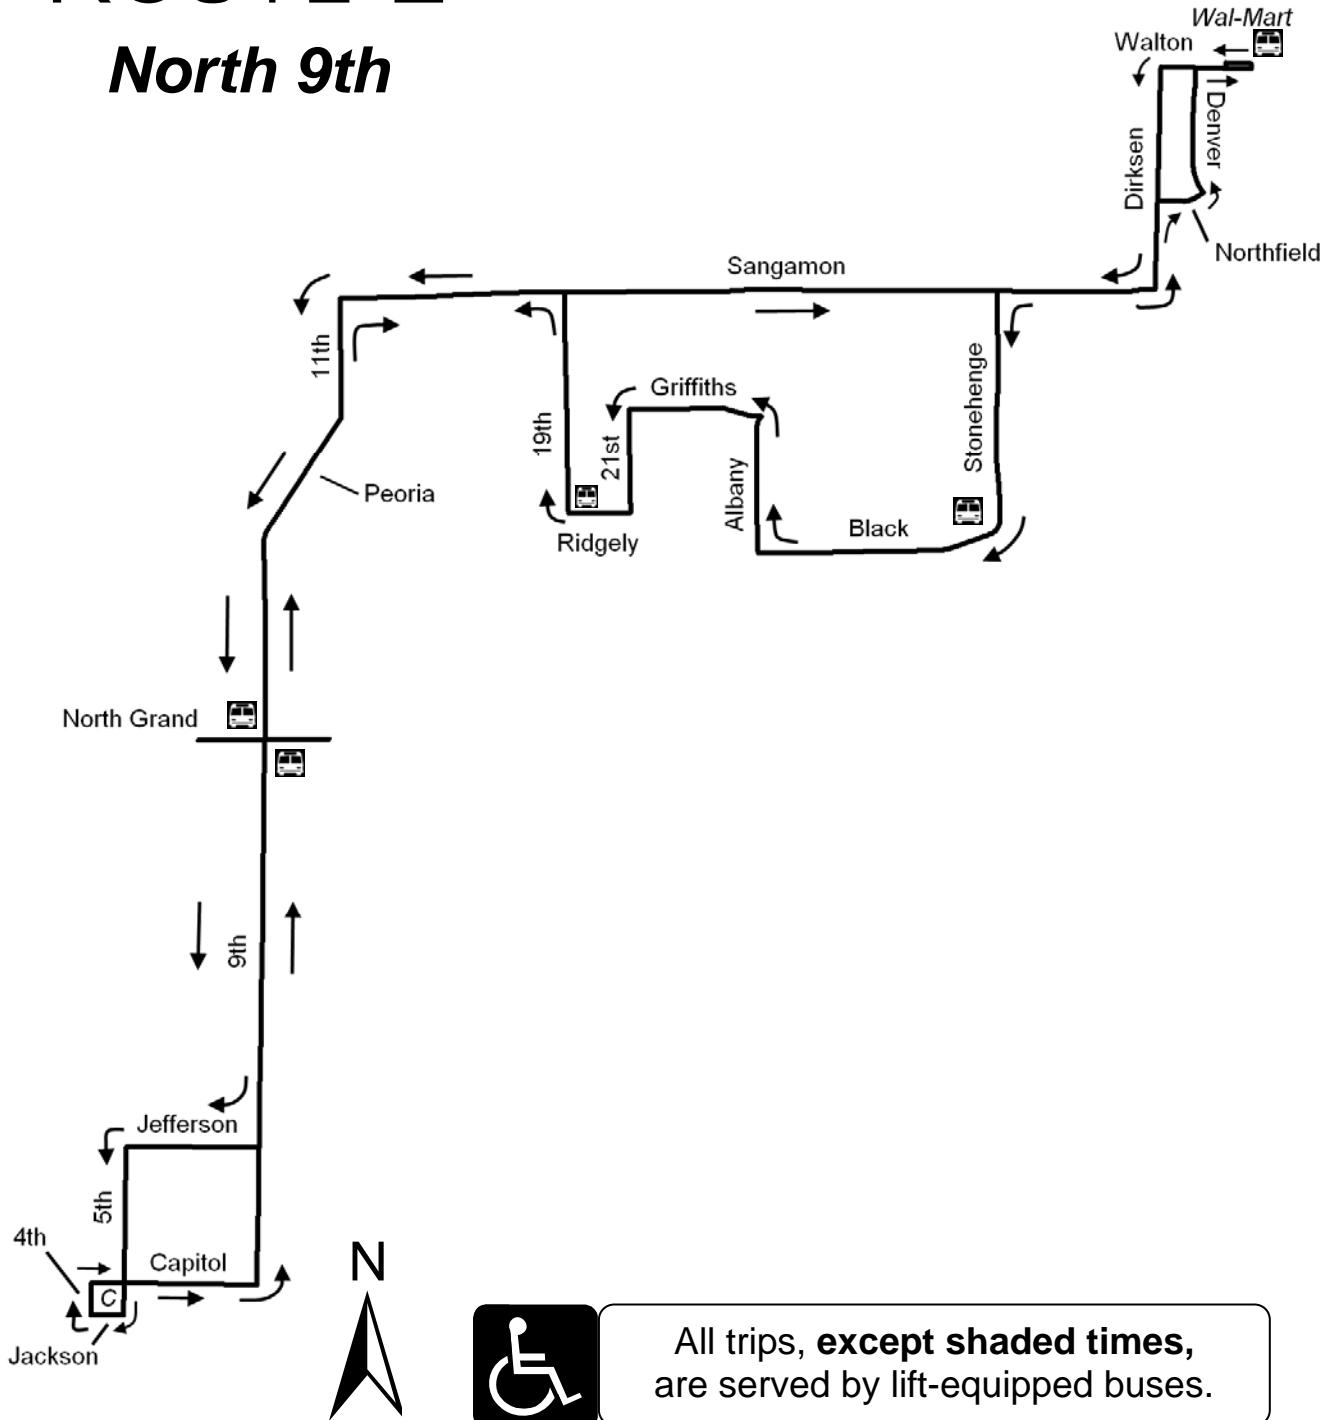 North 9th
Wal-Mart
Walton
Denver
Dirksen
Northfield
Sangamon
11th
Stonehenge
Griffiths
19th
21st
Albany
Peoria
Black
Ridgely
North Grand
9th
Jefferson
5th
4th
Capitol
C
Jackson
N
All trips, except shaded times,
are served by lift-equipped buses.